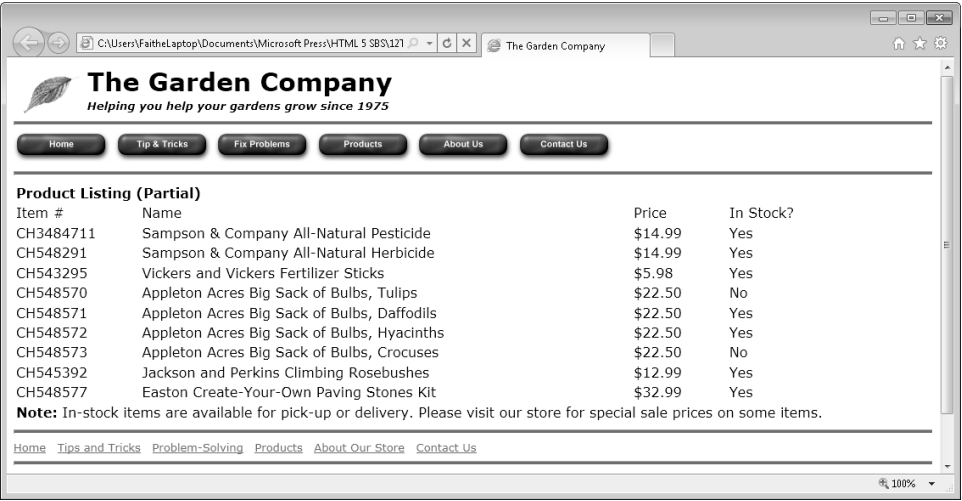 C:\Users\FaitheLaptop\Documents\Microsoft Press\HTML 5 SBS\12T
The Garden Company
The Garden Company
Helping you help your gardens grow since 1975
Home Tip & Tricks Fix Problems Products About Us Contact Us
Product Listing (Partial)
Item # Name Price In Stock?
CH3484711 Sampson & Company All-Natural Pesticide $14.99 Yes
CH548291 Sampson & Company All-Natural Herbicide $14.99 Yes
CH543295 Vickers and Vickers Fertilizer Sticks $5.98 Yes
CH548570 Appleton Acres Big Sack of Bulbs, Tulips $22.50 No
CH548571 Appleton Acres Big Sack of Bulbs, Daffodils $22.50 Yes
CH548572 Appleton Acres Big Sack of Bulbs, Hyacinths $22.50 Yes
CH548573 Appleton Acres Big Sack of Bulbs, Crocuses $22.50 No
CH545392 Jackson and Perkins Climbing Rosebushes $12.99 Yes
CH548577 Easton Create-Your-Own Paving Stones Kit $32.99 Yes
Note: In-stock items are available for pick-up or delivery. Please visit our store for special sale prices on some items.
Home Tips and Tricks Problem-Solving Products About Our Store Contact Us
100%